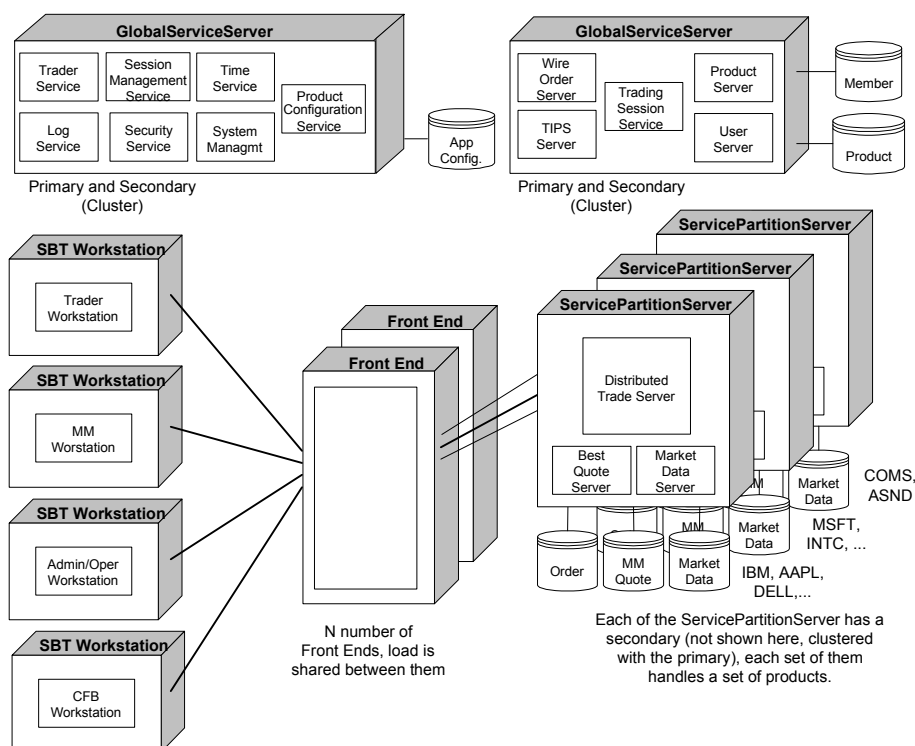 GlobalServiceServer
Trader
Service
Session
Management
Service
Time
Service
Product
Configuration
Service
Log
Service
Security
Service
System
Managmt
App
Config.
Primary and Secondary
(Cluster)
GlobalServiceServer
Wire
Order
Server
Trading
Session
Service
Product
Server
TIPS
Server
User
Server
Member
Product
Primary and Secondary
(Cluster)
SBT Workstation
Trader
Workstation
SBT Workstation
MM
Worstation
SBT Workstation
Admin/Oper
Workstation
SBT Workstation
CFB
Workstation
Front End
Front End
N number of
Front Ends, load is
shared between them
ServicePartitionServer
ServicePartitionServer
ServicePartitionServer
Distributed
Trade Server
Best
Quote
Server
Market
Data
Server
Market
Data
COMS,
ASND
MM
Market
Data
MSFT,
INTC, ...
Order
MM
Quote
Market
Data
IBM, AAPL,
DELL,...
Each of the ServicePartitionServer has a
secondary (not shown here, clustered
with the primary), each set of them
handles a set of products.